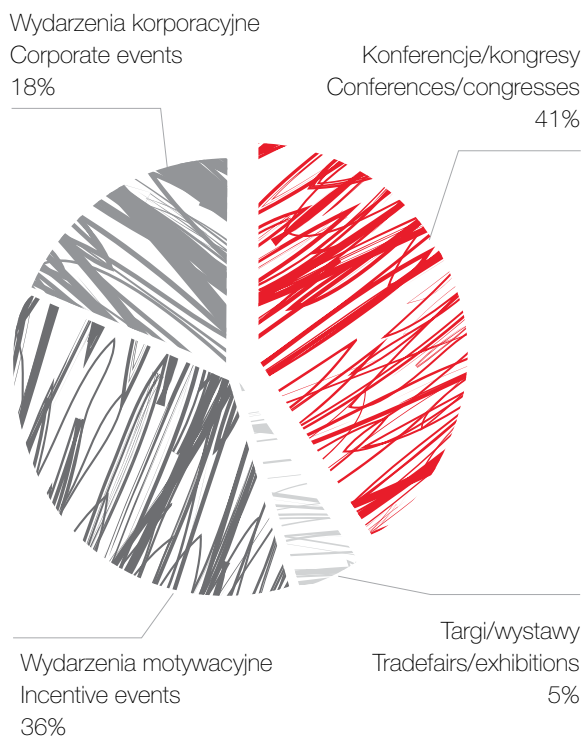 Wydarzenia korporacyjne
Corporate events
18%
Konferencje/kongresy
Conferences/congresses
41%
Targi/wystawy
Tradefairs/exhibitions
5%
Wydarzenia motywacyjne
Incentive events
36%